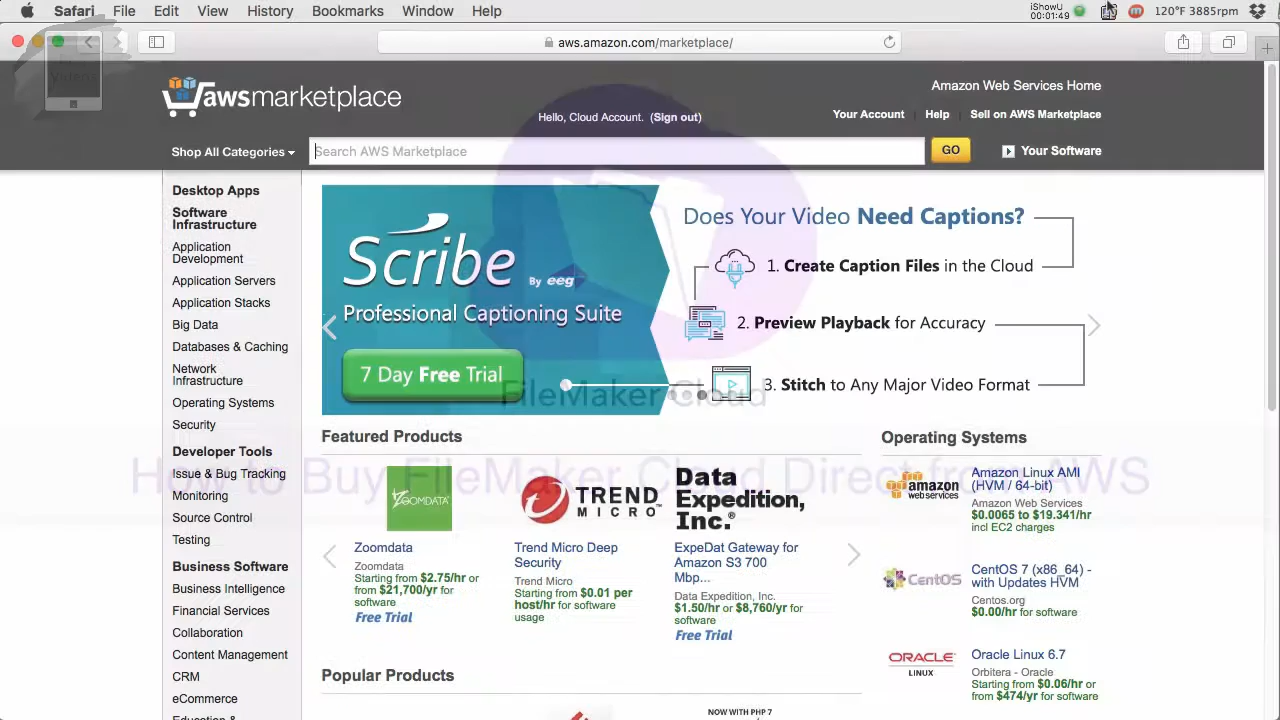 Safari File Edit View History Bookmarks Window Help
iShowU
00:01:49
120°F 3885rpm
aws.amazon.com/marketplace/
awsmarketplace
Amazon Web Services Home
Hello, Cloud Account. (Sign out)
Your Account
Help
Sell on AWS Marketplace
Shop All Categories
Search AWS Marketplace
GO
Your Software
Desktop Apps
Software
Infrastructure
Application
Development
Application Servers
Application Stacks
Big Data
Databases & Caching
Network
Infrastructure
Operating Systems
Security
Developer Tools
Issue & Bug Tracking
Monitoring
Source Control
Testing
Business Software
Business Intelligence
Financial Services
Collaboration
Content Management
CRM
eCommerce
Education &
Scribe
By eeg
Professional Captioning Suite
7 Day Free Trial
Does Your Video Need Captions?
1. Create Caption Files in the Cloud
2. Preview Playback for Accuracy
3. Stitch to Any Major Video Format
FileMaker Cloud
How to Buy FileMaker Cloud Direct from AWS
Featured Products
ZOOMDATA
Zoomdata
Zoomdata
Starting from $2.75/hr or
from $21,700/yr for
software
Free Trial
TREND
MICRO
Trend Micro Deep
Security
Trend Micro
Starting from $0.01 per
host/hr for software
usage
Data
Expedition,
Inc.®
ExpeDat Gateway for
Amazon S3 700
Mbp...
Data Expedition, Inc.
$1.50/hr or $8,760/yr for
software
Free Trial
Popular Products
NOW WITH PHP 7
Operating Systems
amazon
web services
Amazon Linux AMI
(HVM / 64-bit)
Amazon Web Services
$0.0065 to $19.341/hr
incl EC2 charges
CentOS
CentOS 7 (x86_64) -
with Updates HVM
Centos.org
$0.00/hr for software
ORACLE
LINUX
Oracle Linux 6.7
Orbitera - Oracle
Starting from $0.06/hr or
from $474/yr for software